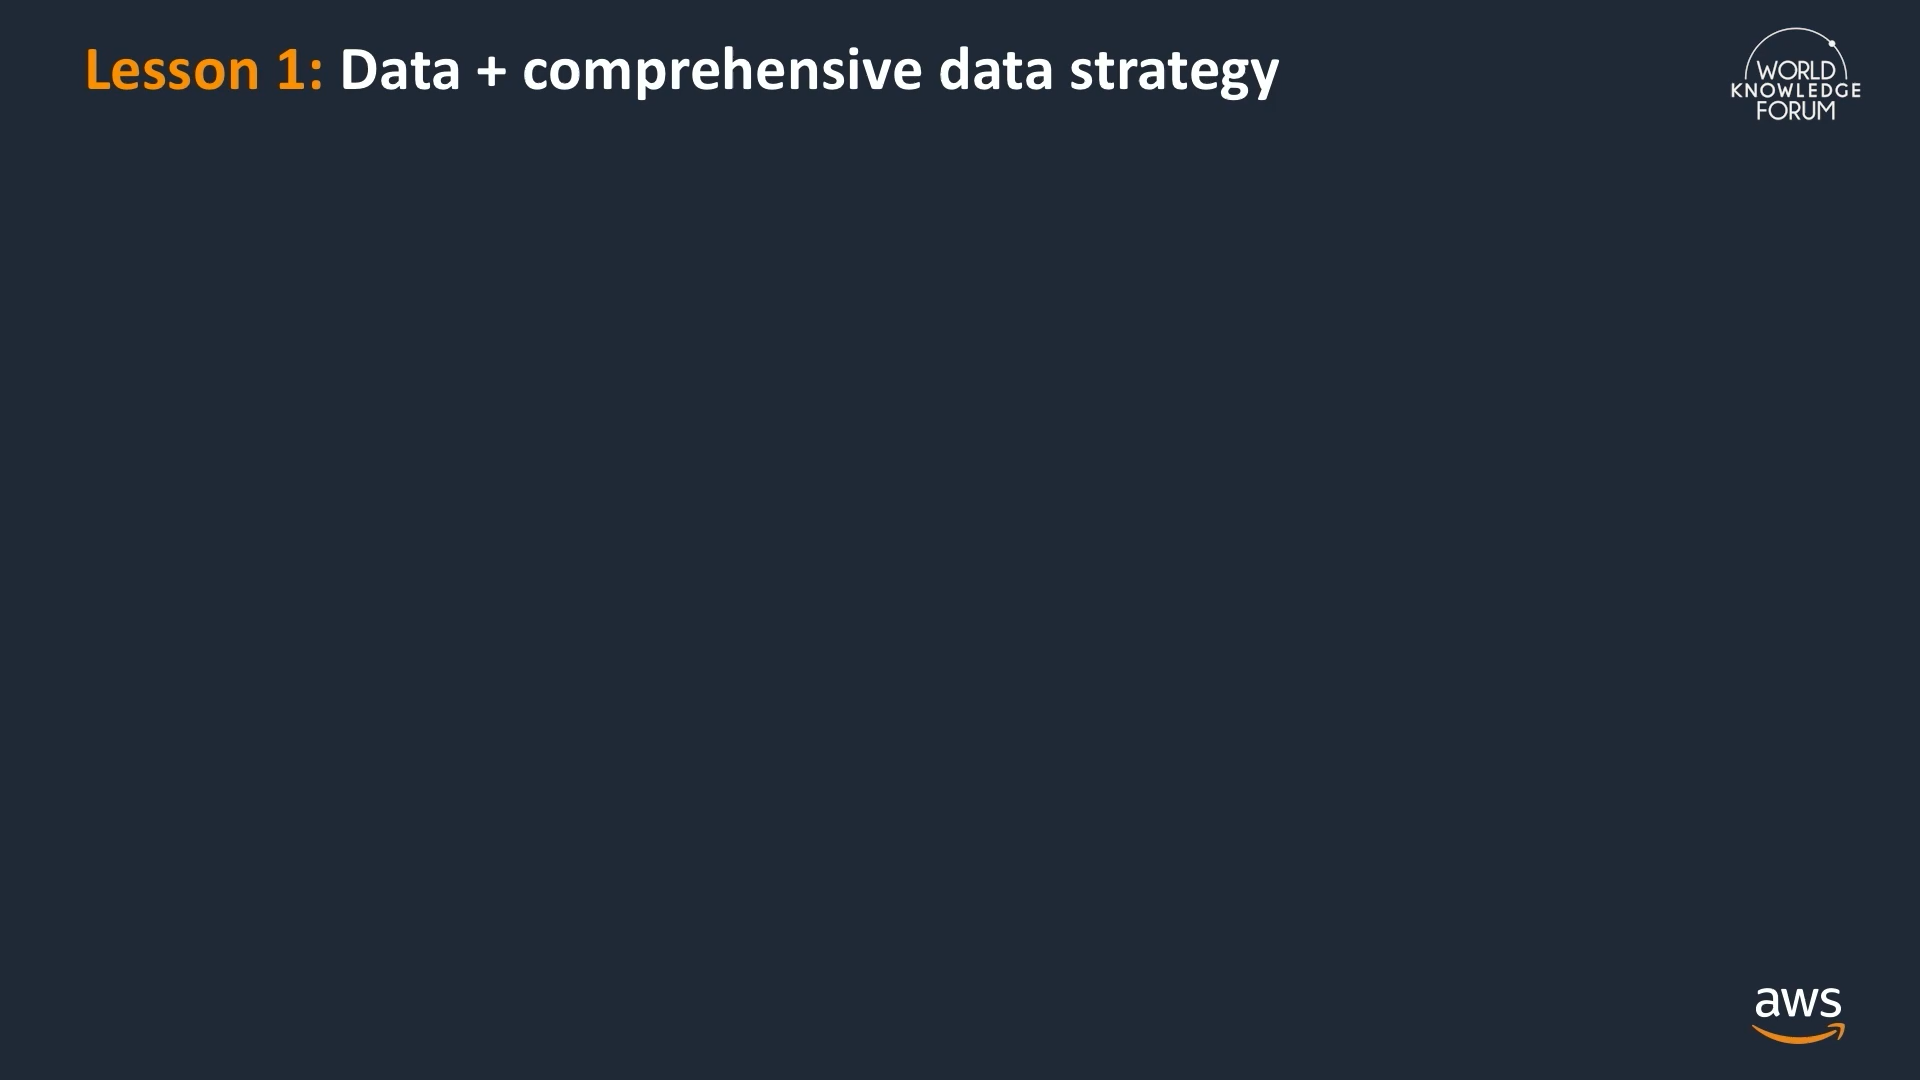 Lesson 1: Data + comprehensive data strategy
WORLD
KNOWLEDGE
FORUM
aws